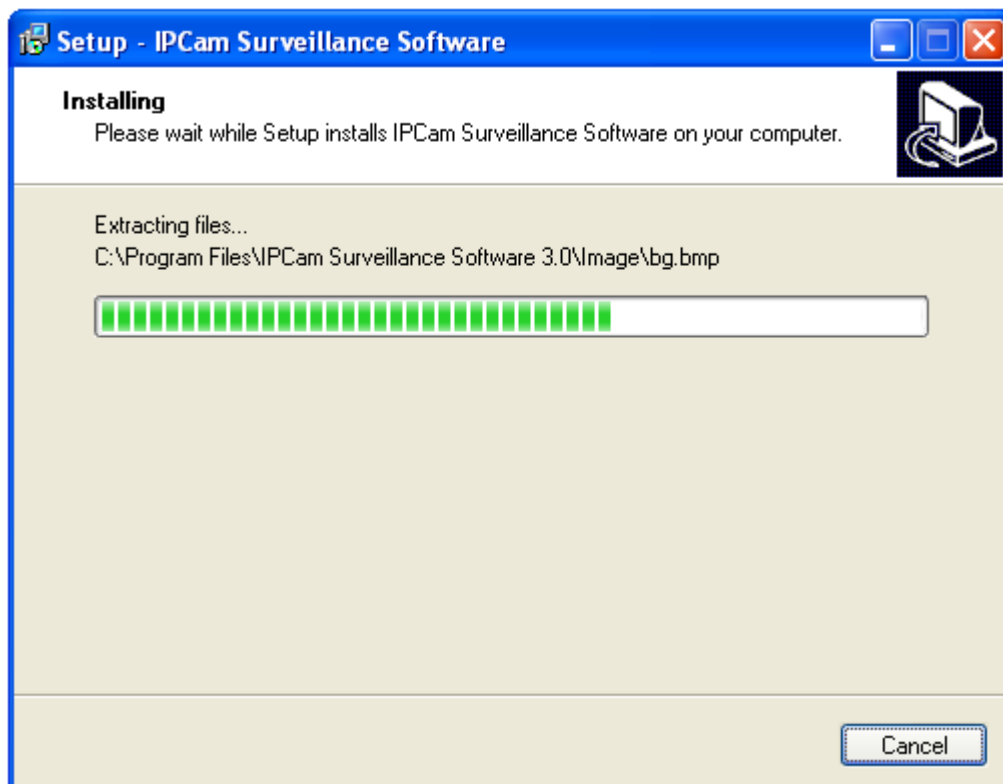 Setup - IPCam Surveillance Software
Installing
Please wait while Setup installs IPCam Surveillance Software on your computer.
Extracting files...
C:\Program Files\IPCam Surveillance Software 3.0\Image\bg.bmp
Cancel